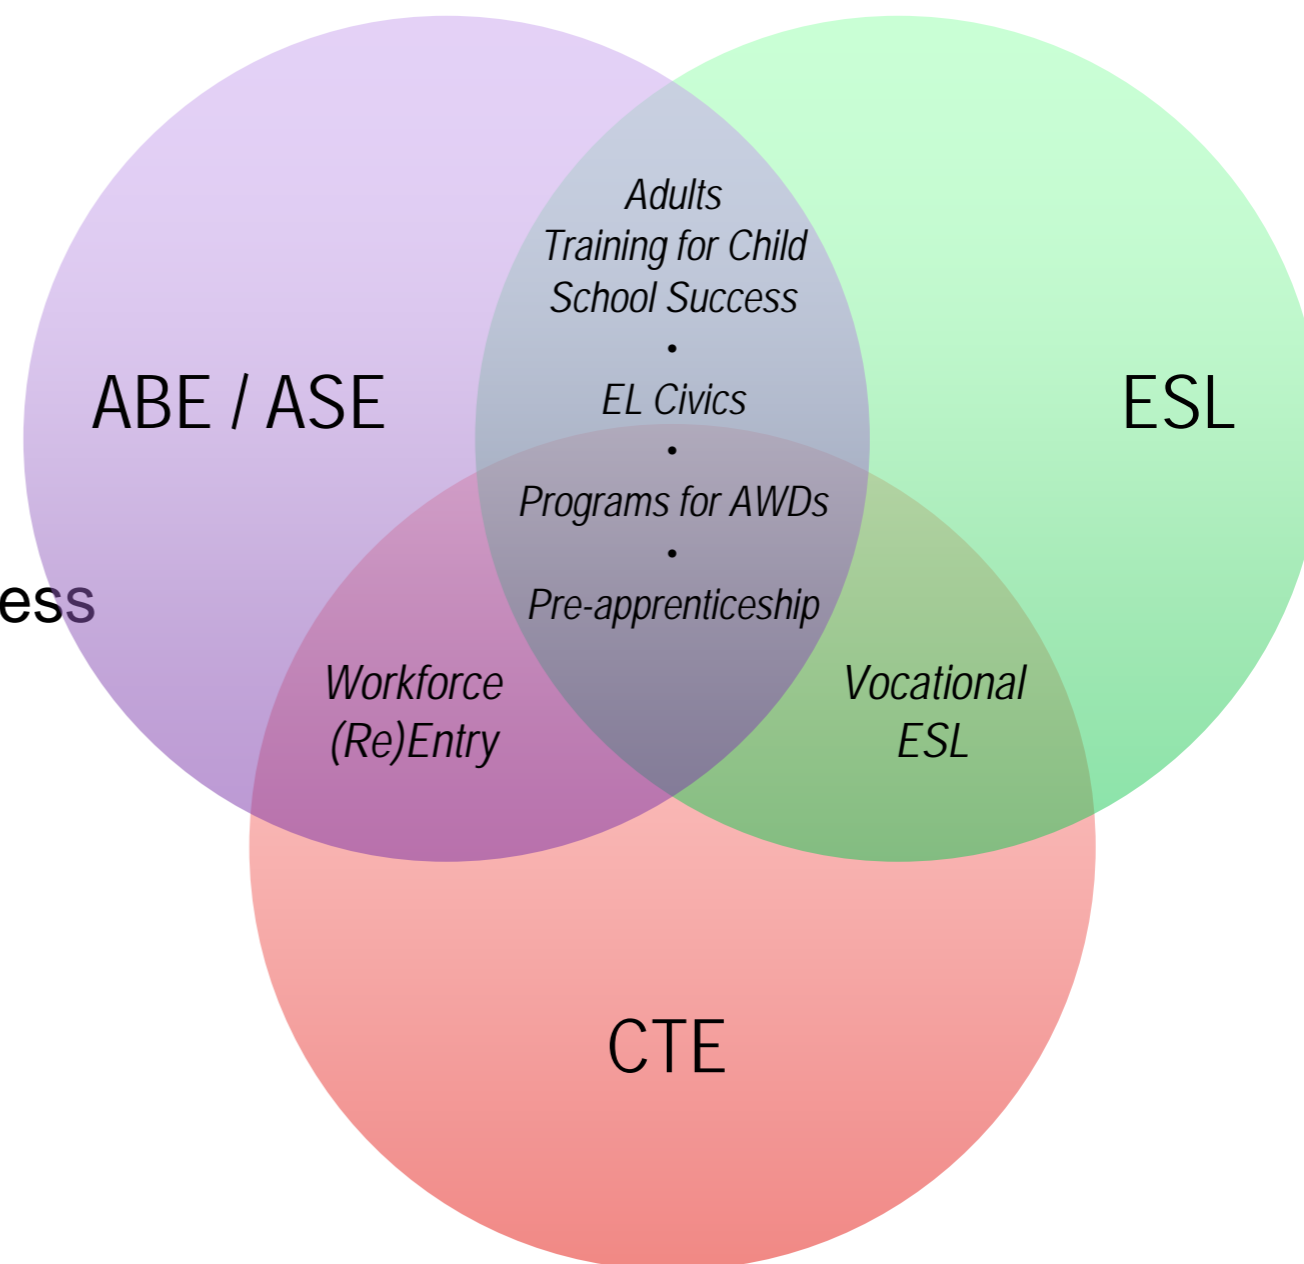 Adults
Training for Child
School Success
•
EL Civics
•
Programs for AWDs
•
Pre-apprenticeship
ABE / ASE
ESL
ess
Workforce
(Re)Entry
Vocational
ESL
CTE